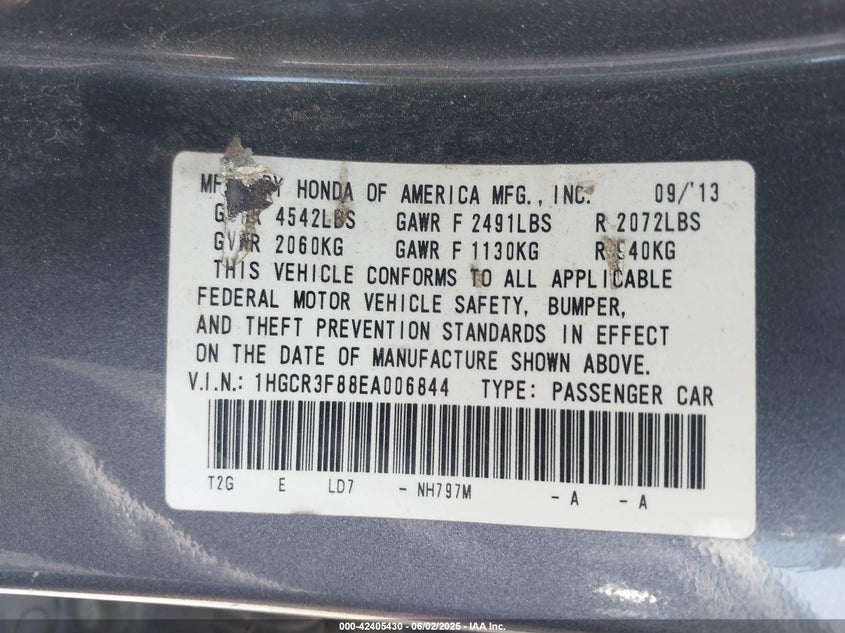 HONDA OF AMERICA MFG., INC. 09/'13
4542LBS GAWR F 2491LBS R 2072LBS
GVWR 2060KG GAWR F 1130KG R
THIS VEHICLE CONFORMS TO ALL APPLICABLE
FEDERAL MOTOR VEHICLE SAFETY, BUMPER,
AND THEFT PREVENTION STANDARDS IN EFFECT
ON THE DATE OF MANUFACTURE SHOWN ABOVE.
V.I.N.: 1HGCR3F88EA006844 TYPE: PASSENGER CAR
T2G E LD7 - NH797M - A - A
000-42405430 - 06/02/2025 - IAA, Inc.